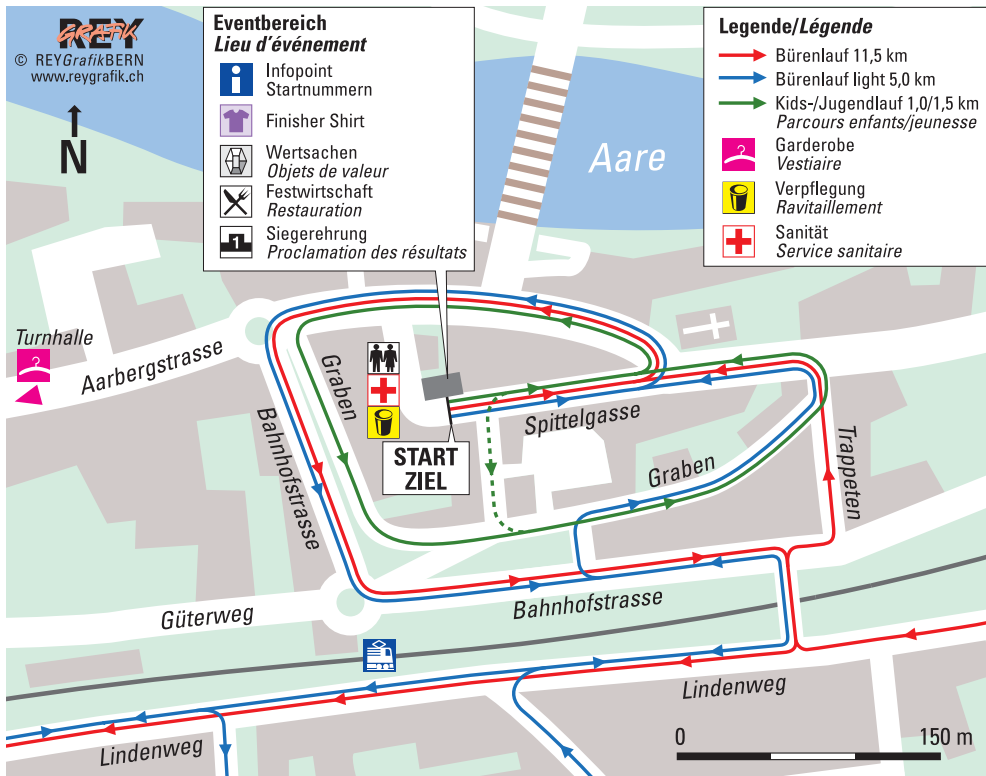 REY
GRAFIK
© REYGrafikBERN
www.reygrafik.ch
N
Eventbereich
Lieu d'événement
Infopoint
Startnummern
Finisher Shirt
Wertsachen
Objets de valeur
Festwirtschaft
Restauration
1
Siegerehrung
Proclamation des résultats
Legende/Légende
Bürenlauf 11,5 km
Bürenlauf light 5,0 km
Kids-/Jugendlauf 1,0/1,5 km
Parcours enfants/jeunesse
Garderobe
Vestiaire
Verpflegung
Ravitaillement
Sanität
Service sanitaire
Aare
Turnhalle
Aarbergstrasse
Graben
Bahnhofstrasse
START
ZIEL
Spittelgasse
Graben
Trappeten
Güterweg
Bahnhofstrasse
Lindenweg
Lindenweg
0 150 m